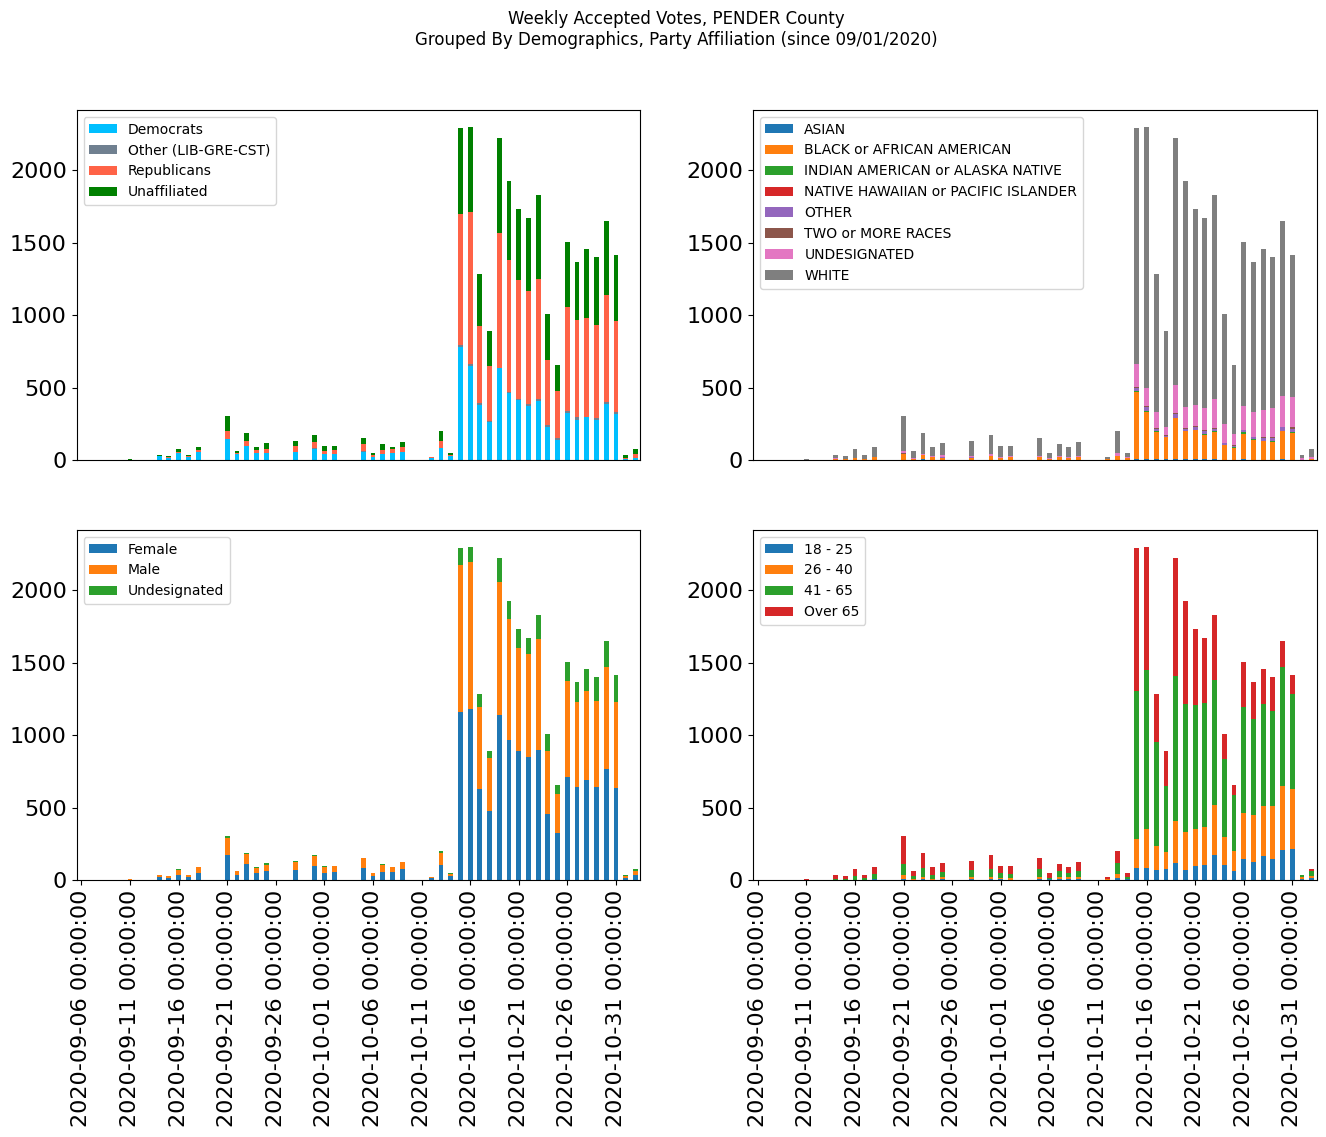 Weekly Accepted Votes, PENDER County
Grouped By Demographics, Party Affiliation (since 09/01/2020)
Democrats
Other (LIB-GRE-CST)
Republicans
Unaffiliated
2000
1500
1000
500
0
ASIAN
BLACK or AFRICAN AMERICAN
INDIAN AMERICAN or ALASKA NATIVE
NATIVE HAWAIIAN or PACIFIC ISLANDER
OTHER
TWO or MORE RACES
UNDESIGNATED
WHITE
2000
1500
1000
500
0
Female
Male
Undesignated
2000
1500
1000
500
0
2020-09-06 00:00:00
2020-09-11 00:00:00
2020-09-16 00:00:00
2020-09-21 00:00:00
2020-09-26 00:00:00
2020-10-01 00:00:00
2020-10-06 00:00:00
2020-10-11 00:00:00
2020-10-16 00:00:00
2020-10-21 00:00:00
2020-10-26 00:00:00
2020-10-31 00:00:00
18 - 25
26 - 40
41 - 65
Over 65
2000
1500
1000
500
0
2020-09-06 00:00:00
2020-09-11 00:00:00
2020-09-16 00:00:00
2020-09-21 00:00:00
2020-09-26 00:00:00
2020-10-01 00:00:00
2020-10-06 00:00:00
2020-10-11 00:00:00
2020-10-16 00:00:00
2020-10-21 00:00:00
2020-10-26 00:00:00
2020-10-31 00:00:00